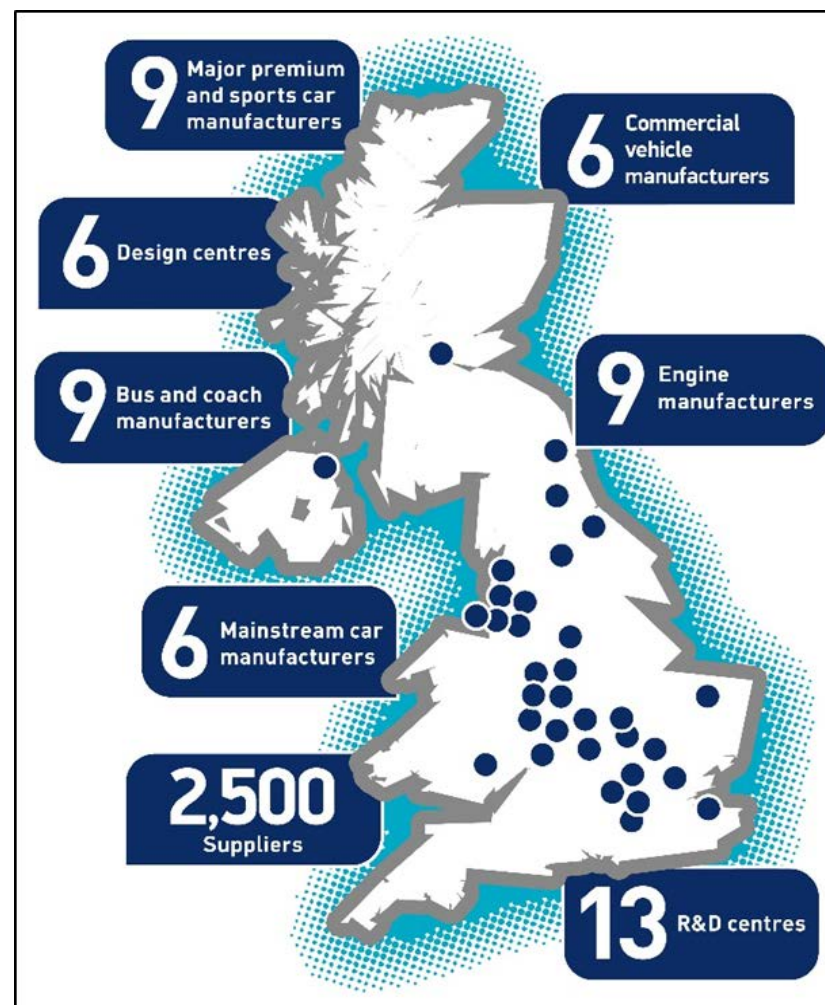 9
Major premium
and sports car
manufacturers
6
Commercial
vehicle
manufacturers
6
Design centres
9
Bus and coach
manufacturers
9
Engine
manufacturers
6
Mainstream car
manufacturers
2,500
Suppliers
13
R&D centres